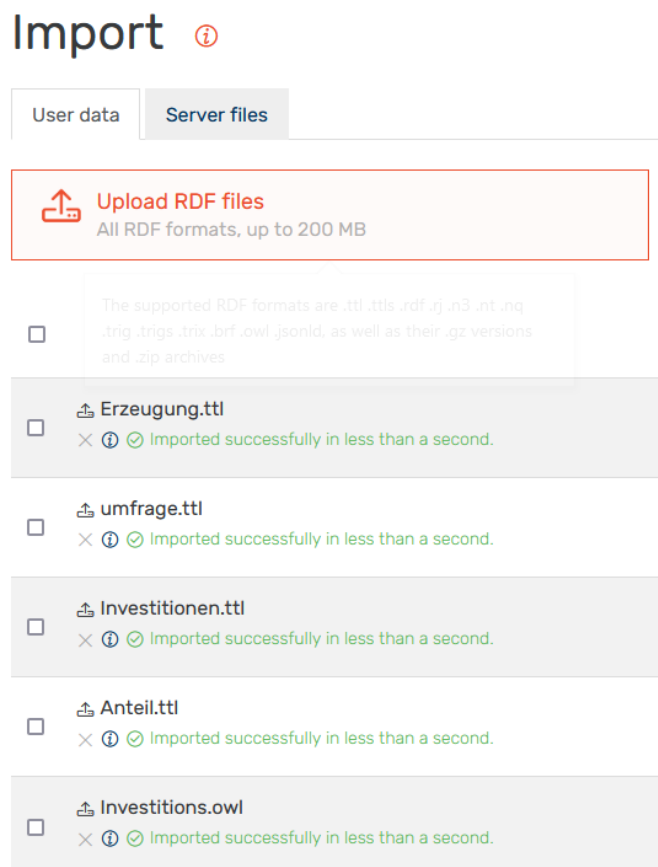 Import
User data
Server files
Upload RDF files
All RDF formats, up to 200 MB
The supported RDF formats are .ttl .ttls .rdf .rj .n3 .nt .nq
.trig .trigs .trix .brf .owl .jsonld, as well as their .gz versions
and .zip archives
Erzeugung.ttl
Imported successfully in less than a second.
umfrage.ttl
Imported successfully in less than a second.
Investitionen.ttl
Imported successfully in less than a second.
Anteil.ttl
Imported successfully in less than a second.
Investitions.owl
Imported successfully in less than a second.